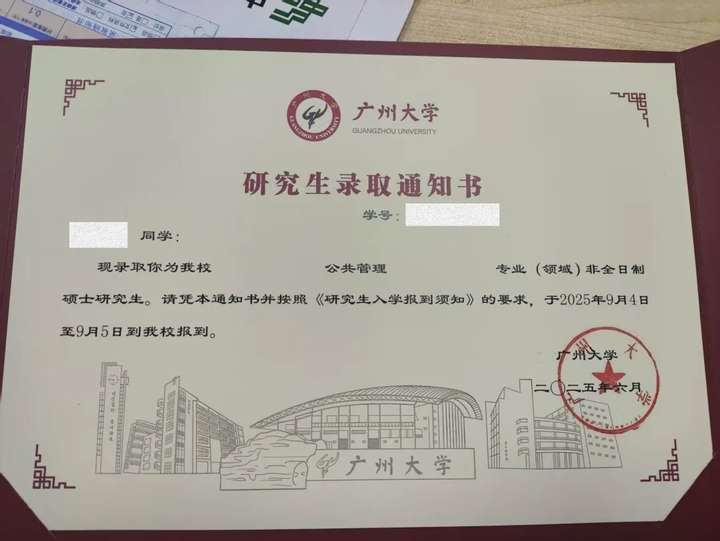 广州大学
GUANGZHOU UNIVERSITY
研究生录取通知书
学号:
同学:
现录取你为我校 公共管理 专业（领域）非全日制
硕士研究生。请凭本通知书并按照《研究生入学报到须知》的要求，于2025年9月4日
至9月5日到我校报到。
广州大学
二〇二五年六月
广州大学
广州大学